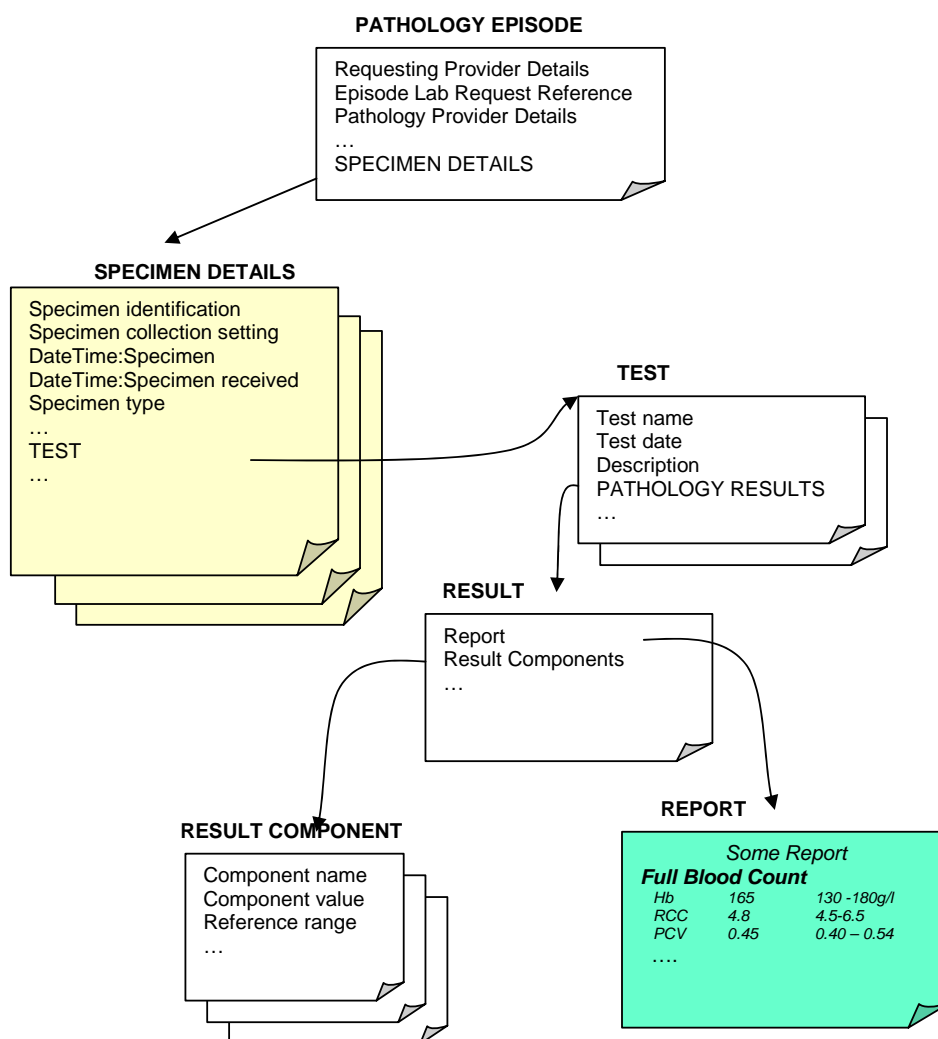 PATHOLOGY EPISODE
Requesting Provider Details
Episode Lab Request Reference
Pathology Provider Details
…
SPECIMEN DETAILS
SPECIMEN DETAILS
Specimen identification
Specimen collection setting
DateTime:Specimen
DateTime:Specimen received
Specimen type
…
TEST
…
TEST
Test name
Test date
Description
PATHOLOGY RESULTS
…
RESULT
Report
Result Components
…
RESULT COMPONENT
Component name
Component value
Reference range
…
REPORT
Some Report
Full Blood Count
Hb 165 130 -180g/l
RCC 4.8 4.5-6.5
PCV 0.45 0.40 – 0.54
….